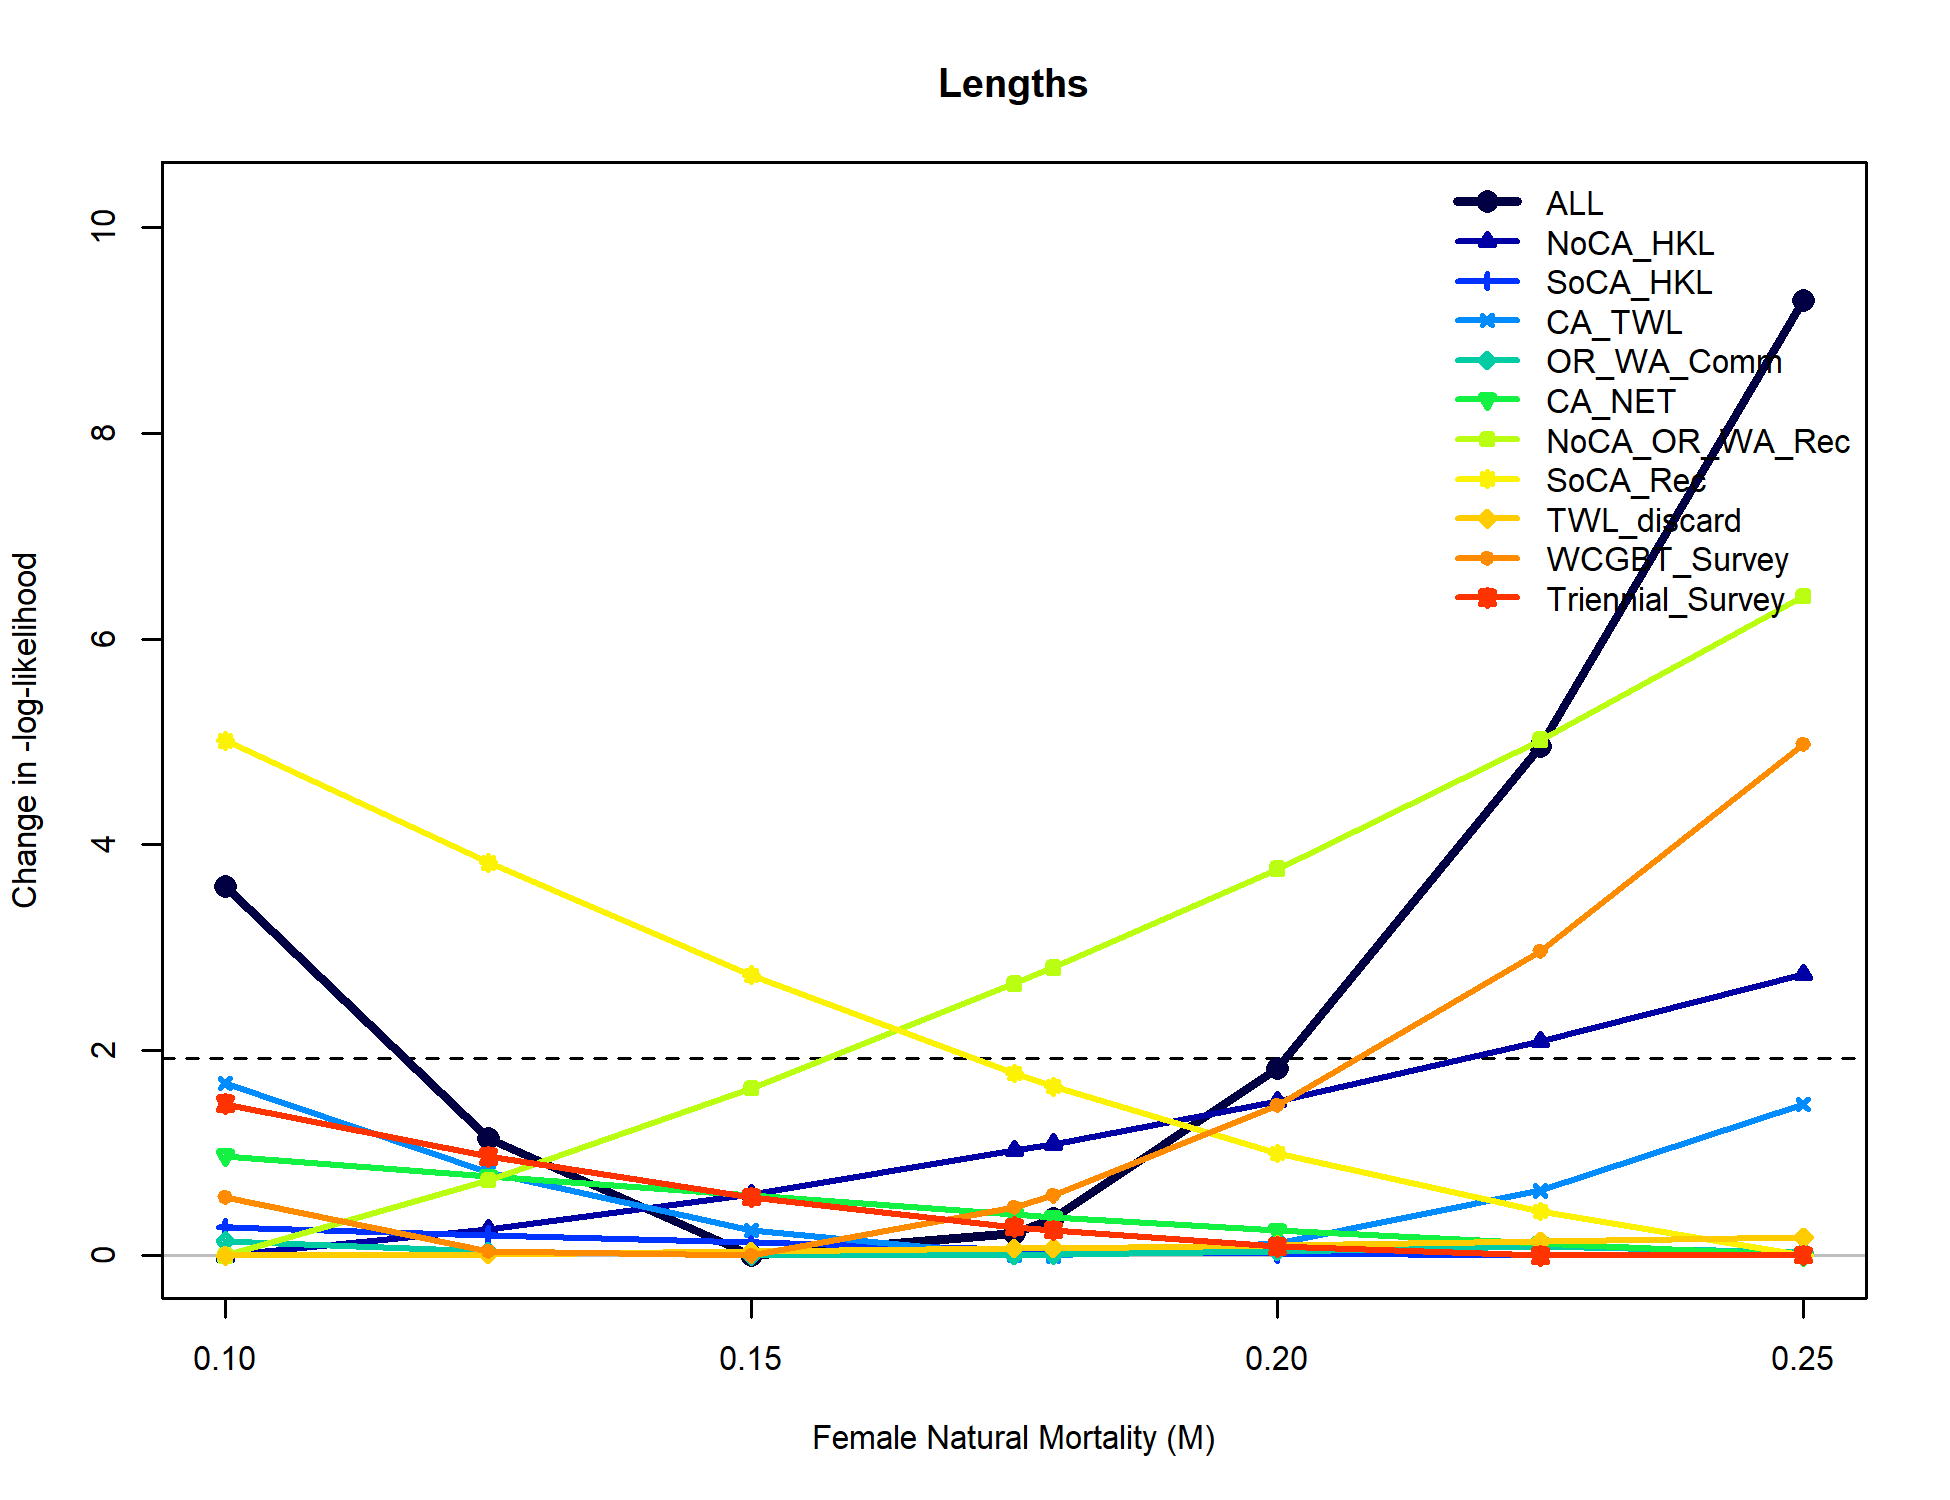 Lengths
Change in -log-likelihood
10
8
6
4
2
0
ALL
NoCA_HKL
SoCA_HKL
CA_TWL
OR_WA_Comm
CA_NET
NoCA_OR_WA_Rec
SoCA_Rec
TWL_discard
WCGBT_Survey
Triennial_Survey
0.10 0.15 0.20 0.25
Female Natural Mortality (M)